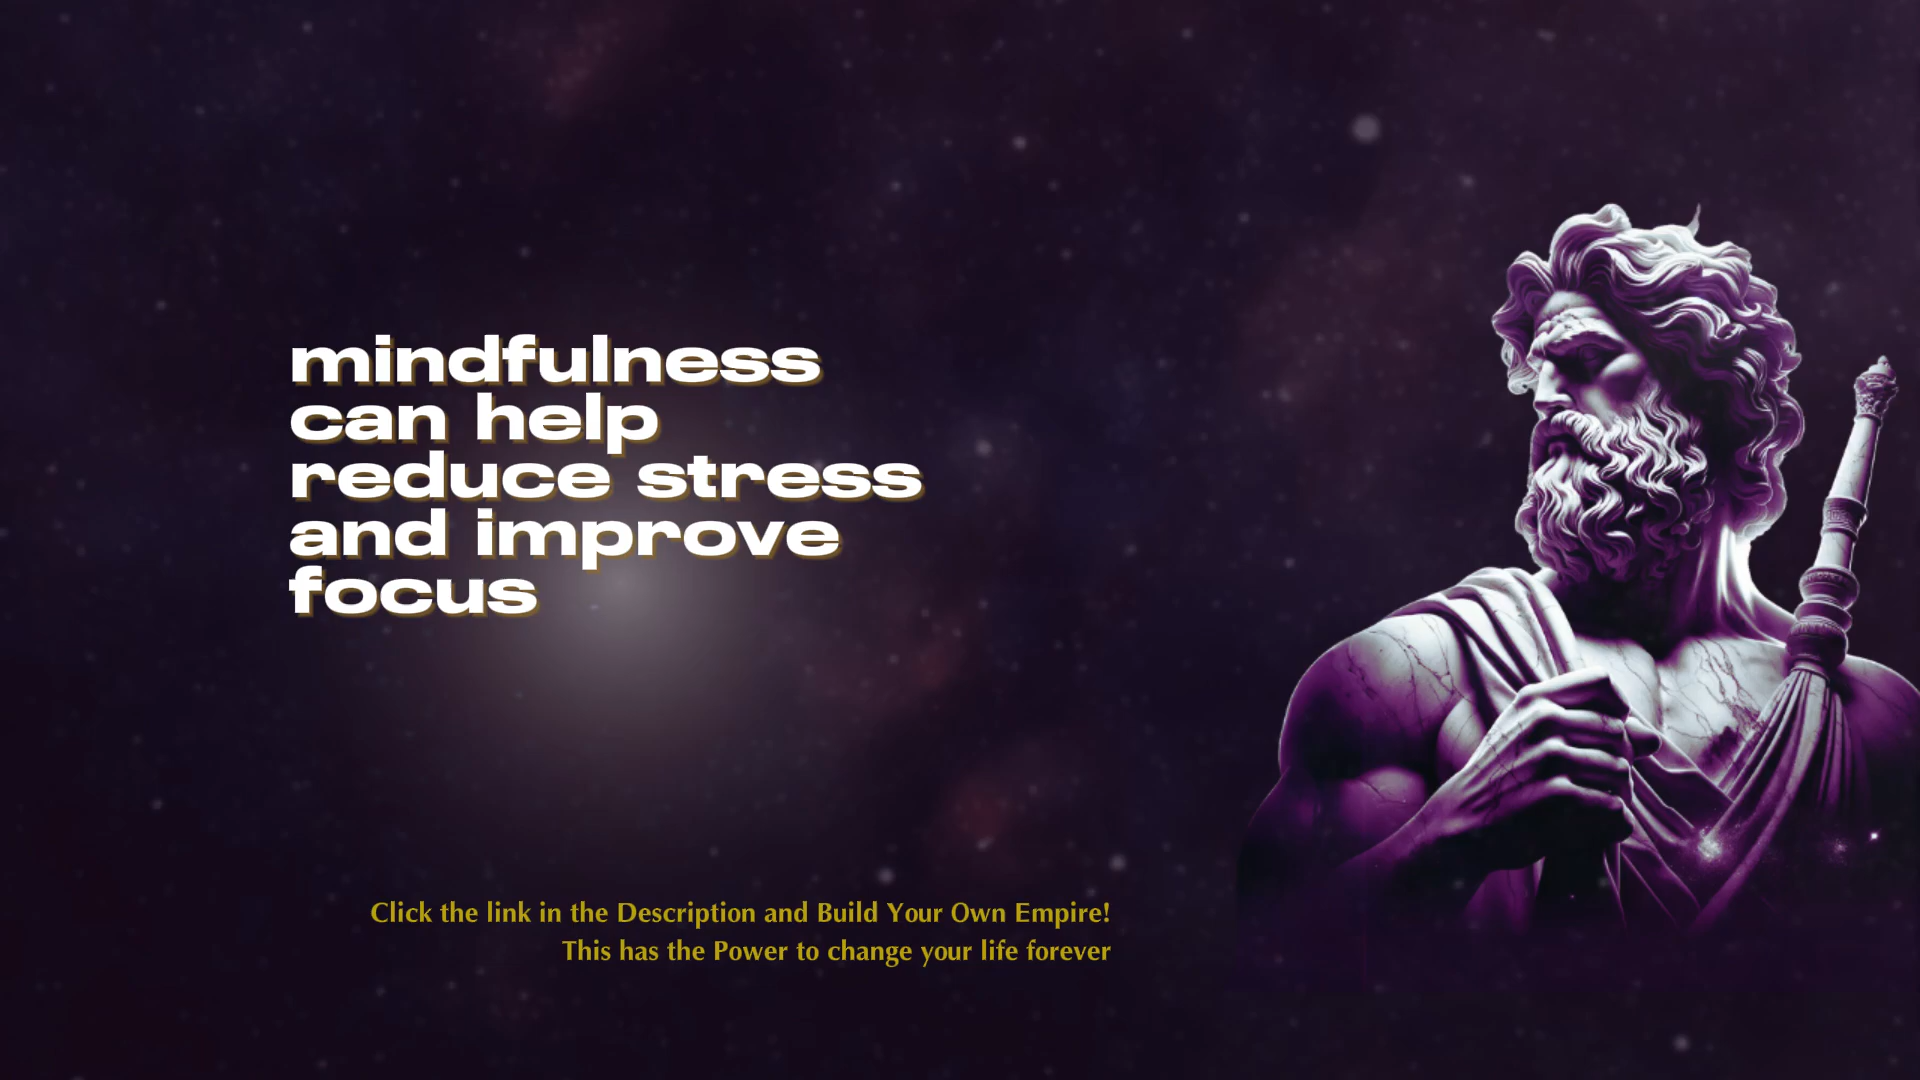 mindfulness
can help
reduce stress
and improve
focus
Click the link in the Description and Build Your Own Empire!
This has the Power to change your life forever